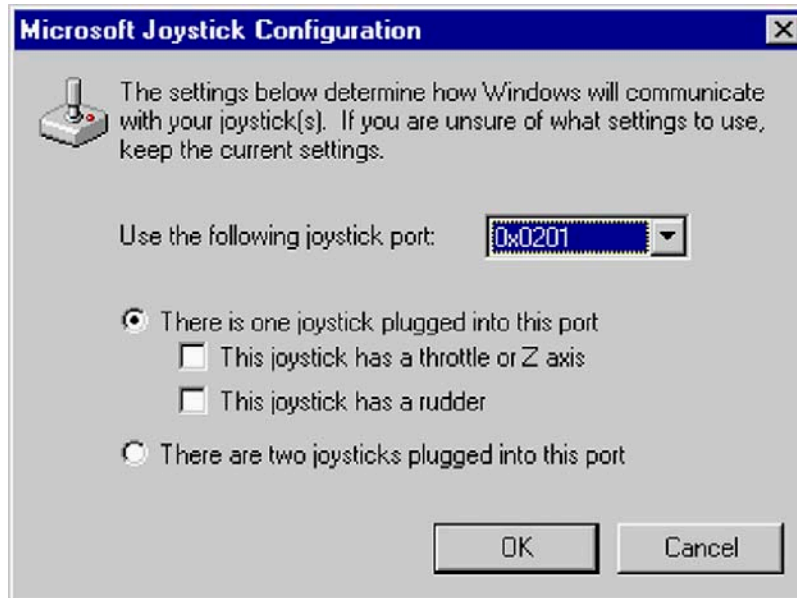 Microsoft Joystick Configuration
The settings below determine how Windows will communicate
with your joystick(s). If you are unsure of what settings to use,
keep the current settings.
Use the following joystick port:
0x0201
There is one joystick plugged into this port
This joystick has a throttle or Z axis
This joystick has a rudder
There are two joysticks plugged into this port
OK
Cancel